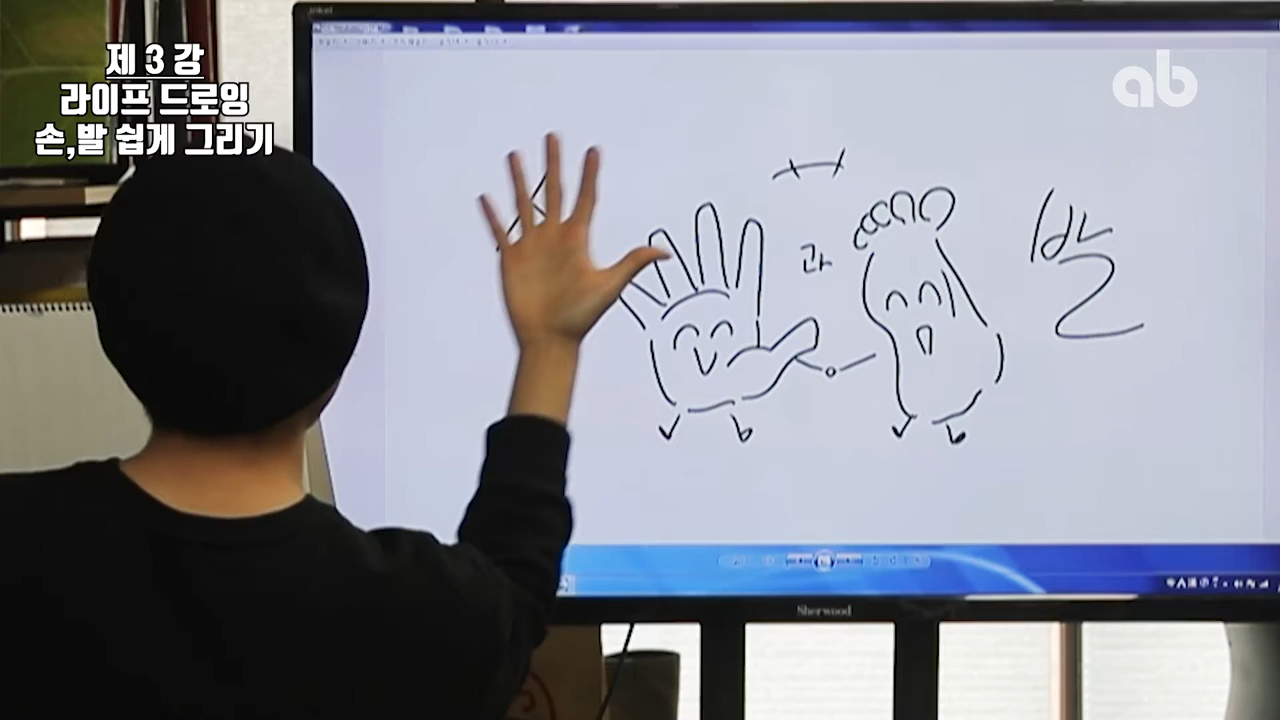 제 3 강
라이프 드로잉
손,발 쉽게 그리기
ab
과
발
Sherwood